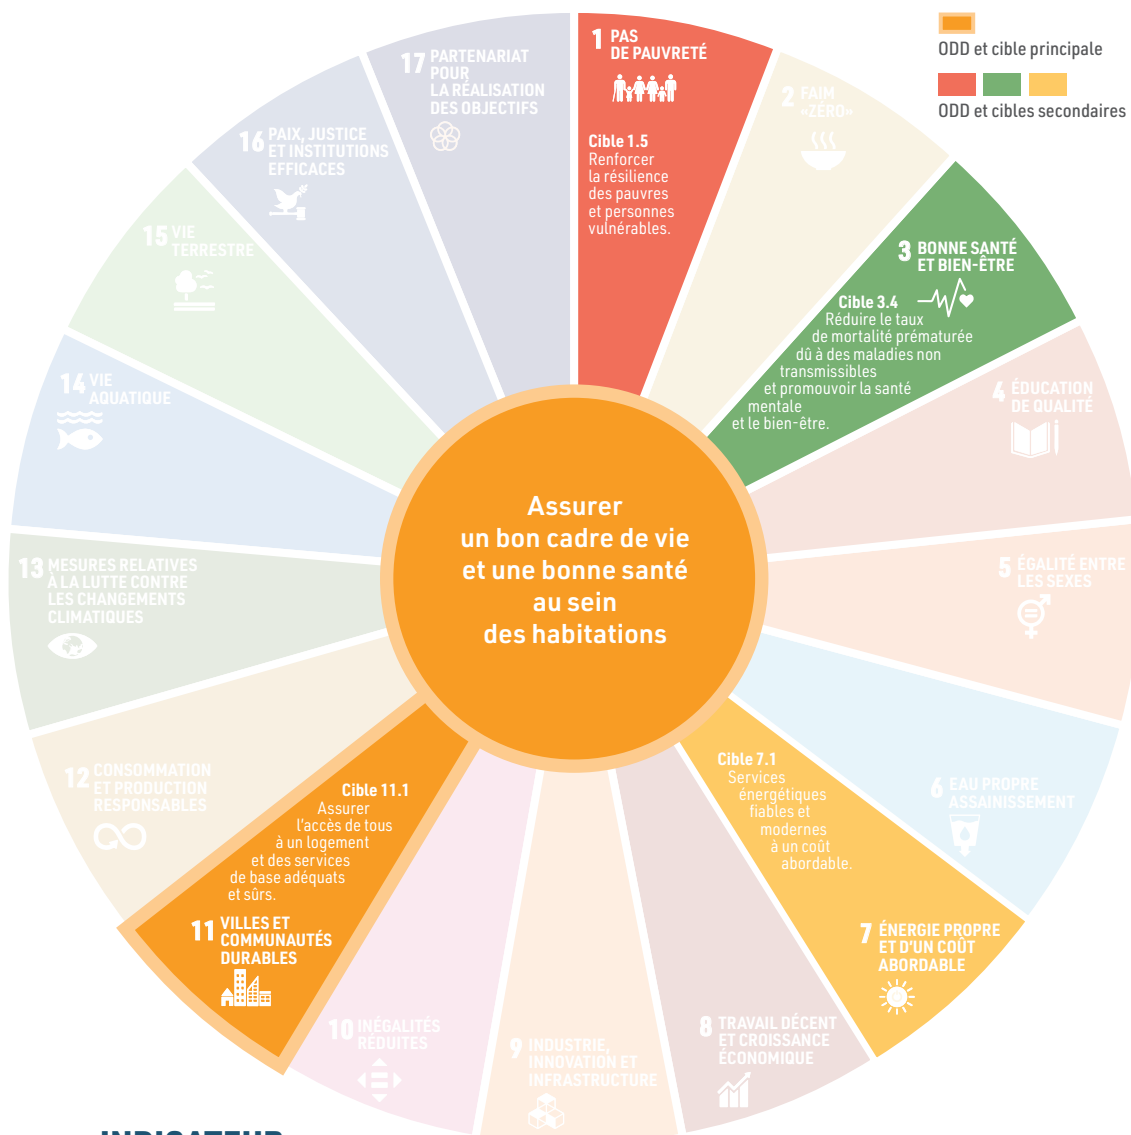 ODD et cible principale
ODD et cibles secondaires
1 PAS
DE PAUVRETÉ
Cible 1.5
Renforcer
la résilience
des pauvres
et personnes
vulnérables.
2 FAIM
«ZÉRO»
3 BONNE SANTÉ
ET BIEN-ÊTRE
Cible 3.4
Réduire le taux
de mortalité prématurée
dû à des maladies non
transmissibles
et promouvoir la santé
mentale
et le bien-être.
4 ÉDUCATION
DE QUALITÉ
5 ÉGALITÉ ENTRE
LES SEXES
6 EAU PROPRE
ASSAINISSEMENT
Cible 7.1
Services
énergétiques
fiables et
modernes
à un coût
abordable.
7 ÉNERGIE PROPRE
ET D'UN COÛT
ABORDABLE
8 TRAVAIL DÉCENT
ET CROISSANCE
ÉCONOMIQUE
9 INDUSTRIE,
INNOVATION ET
INFRASTRUCTURE
10 INÉGALITÉS
RÉDUITES
Cible 11.1
Assurer
l'accès de tous
à un logement
et des services
de base adéquats
et sûrs.
11 VILLES ET
COMMUNAUTÉS
DURABLES
12 CONSOMMATION
ET PRODUCTION
RESPONSABLES
13 MESURES RELATIVES
À LA LUTTE CONTRE
LES CHANGEMENTS
CLIMATIQUES
14 VIE
AQUATIQUE
15 VIE
TERRESTRE
16 PAIX, JUSTICE
ET INSTITUTIONS
EFFICACES
17 PARTENARIAT
POUR
LA RÉALISATION
DES OBJECTIFS
Assurer
un bon cadre de vie
et une bonne santé
au sein
des habitations
INDICATEUR